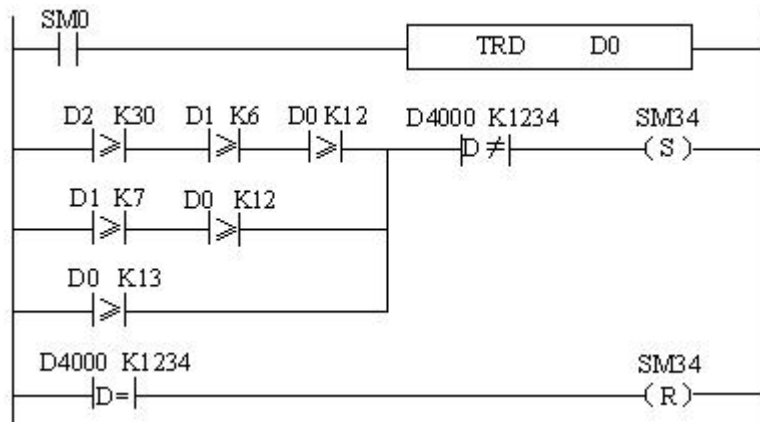 SM0
TRD D0
D2 K30 D1 K6 D0 K12 D4000 K1234 SM34
≥ ≥ ≥ D≠ (S)
D1 K7 D0 K12
≥ ≥
D0 K13
≥
D4000 K1234 SM34
D= (R)